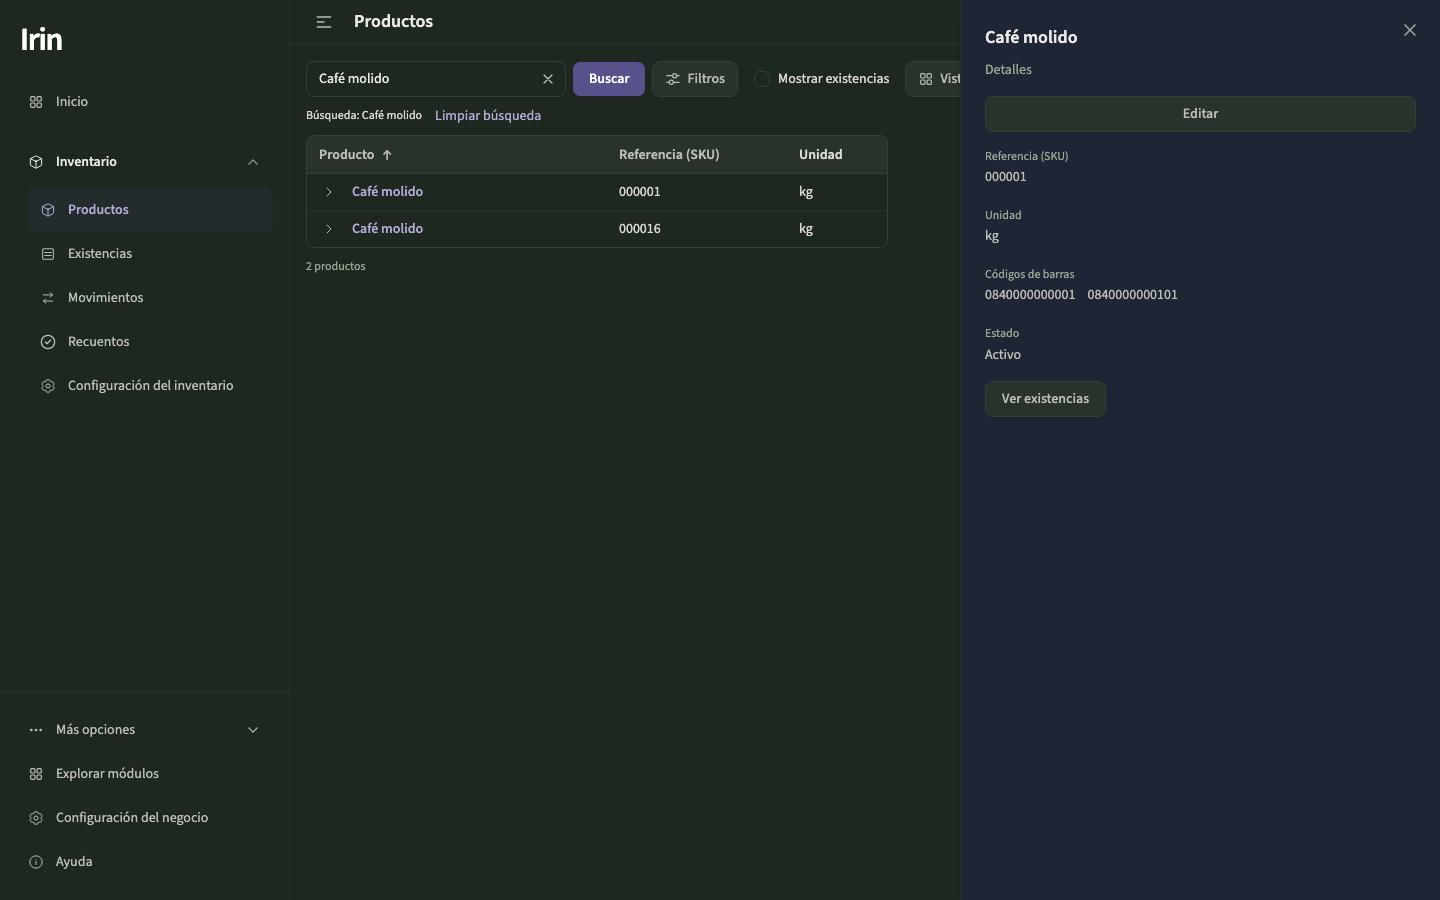 Irin
Inicio
Inventario
Productos
Existencias
Movimientos
Recuentos
Configuración del inventario
Más opciones
Explorar módulos
Configuración del negocio
Ayuda
Productos
Café molido
Buscar
Filtros
Mostrar existencias
Vist
Búsqueda: Café molido
Limpiar búsqueda
Producto Referencia (SKU) Unidad
Café molido 000001 kg
Café molido 000016 kg
2 productos
Café molido
Detalles
Editar
Referencia (SKU)
000001
Unidad
kg
Códigos de barras
0840000000001 0840000000101
Estado
Activo
Ver existencias